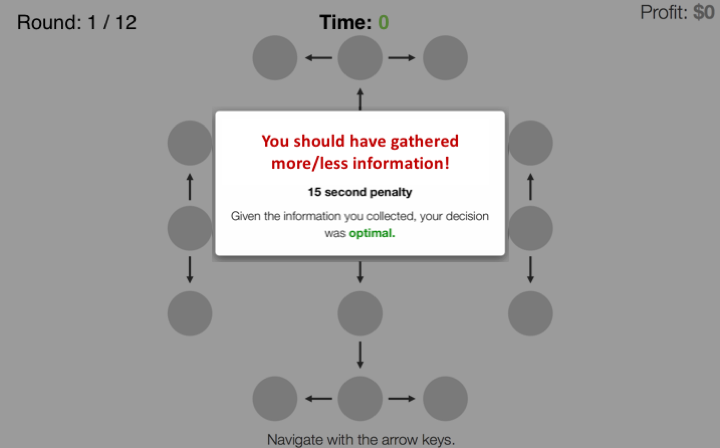 Round: 1 / 12
Time: 0
Profit: $0
You should have gathered
more/less information!
15 second penalty
Given the information you collected, your decision
was optimal.
Navigate with the arrow keys.